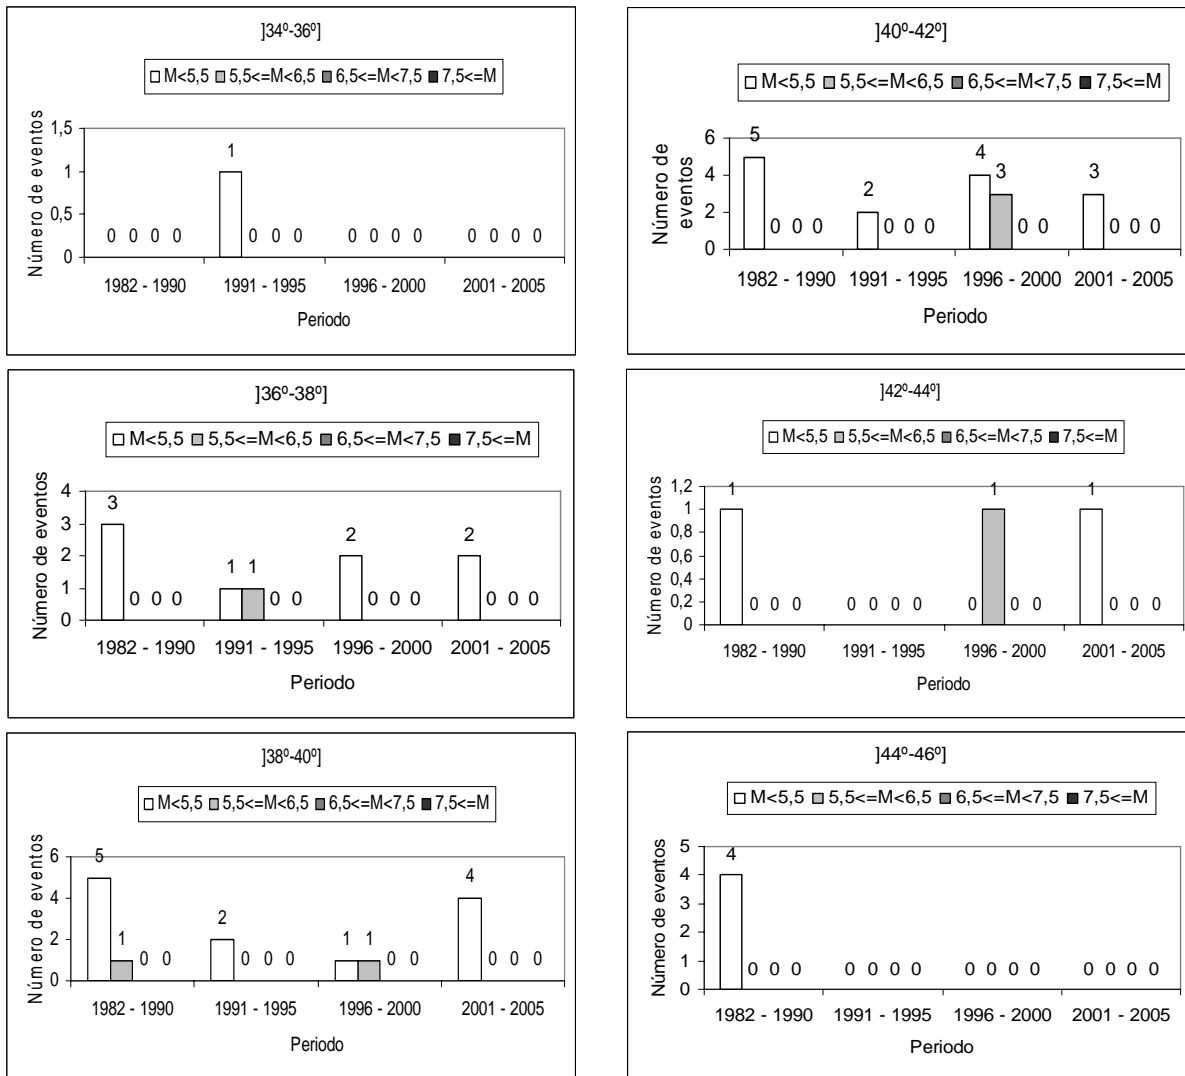 ]34º-36º]
M<5,5 5,5<=M<6,5 6,5<=M<7,5 7,5<=M
Número de eventos
1,5
1
0,5
0
0 0 0 0 1 0 0 0 0 0 0 0 0 0 0 0
1982 - 1990 1991 - 1995 1996 - 2000 2001 - 2005
Periodo
]40º-42º]
M<5,5 5,5<=M<6,5 6,5<=M<7,5 7,5<=M
Número de
eventos
6
4
2
0
5 0 0 0 2 0 0 0 4 3 0 0 3 0 0 0
1982 - 1990 1991 - 1995 1996 - 2000 2001 - 2005
Periodo
]36º-38º]
M<5,5 5,5<=M<6,5 6,5<=M<7,5 7,5<=M
Número de eventos
4
3
2
1
0
3 0 0 0 1 1 0 0 2 0 0 0 2 0 0 0
1982 - 1990 1991 - 1995 1996 - 2000 2001 - 2005
Periodo
]42º-44º]
M<5,5 5,5<=M<6,5 6,5<=M<7,5 7,5<=M
Número de eventos
1,2
1
0,8
0,6
0,4
0,2
0
1 0 0 0 0 0 0 0 0 1 0 0 1 0 0 0
1982 - 1990 1991 - 1995 1996 - 2000 2001 - 2005
Periodo
]38º-40º]
M<5,5 5,5<=M<6,5 6,5<=M<7,5 7,5<=M
Número de eventos
6
4
2
0
5 1 0 0 2 0 0 0 1 1 0 0 4 0 0 0
1982 - 1990 1991 - 1995 1996 - 2000 2001 - 2005
Periodo
]44º-46º]
M<5,5 5,5<=M<6,5 6,5<=M<7,5 7,5<=M
Número de eventos
5
4
3
2
1
0
4 0 0 0 0 0 0 0 0 0 0 0 0 0 0 0
1982 - 1990 1991 - 1995 1996 - 2000 2001 - 2005
Periodo